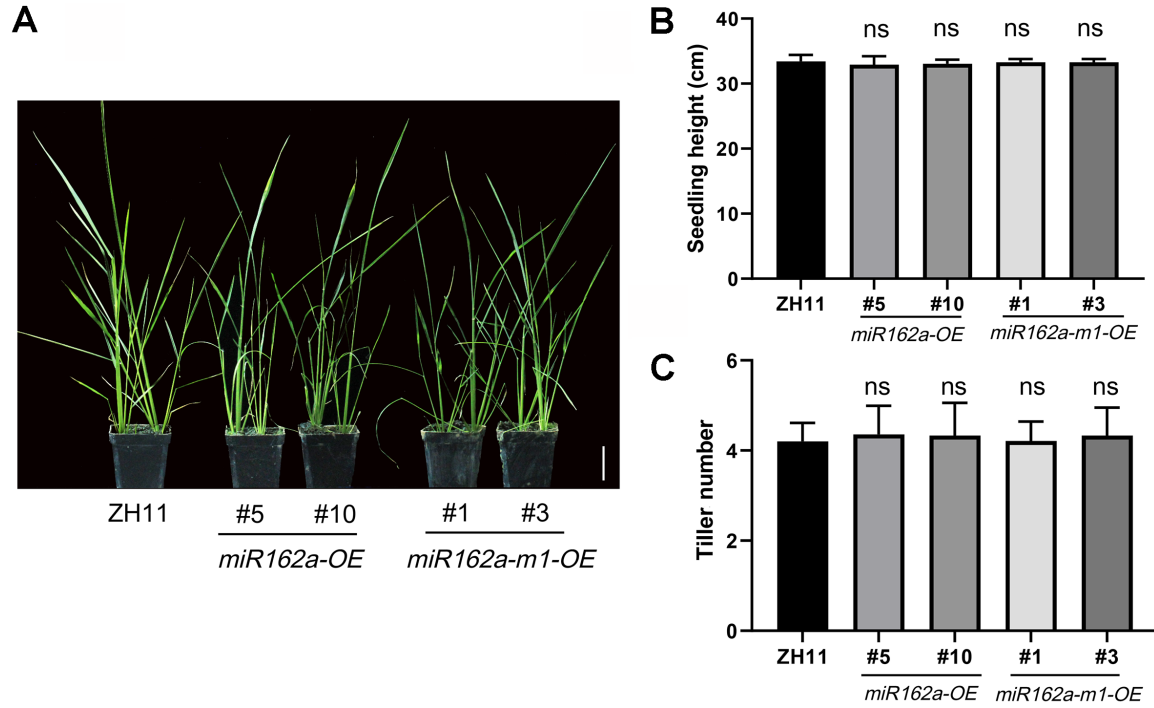 A
ZH11 #5 #10 #1 #3
miR162a-OE miR162a-m1-OE
B
Seedling height (cm)
40
30
20
10
0
ns ns ns ns
ZH11 #5 #10 #1 #3
miR162a-OE miR162a-m1-OE
C
Tiller number
6
4
2
0
ns ns ns ns
ZH11 #5 #10 #1 #3
miR162a-OE miR162a-m1-OE